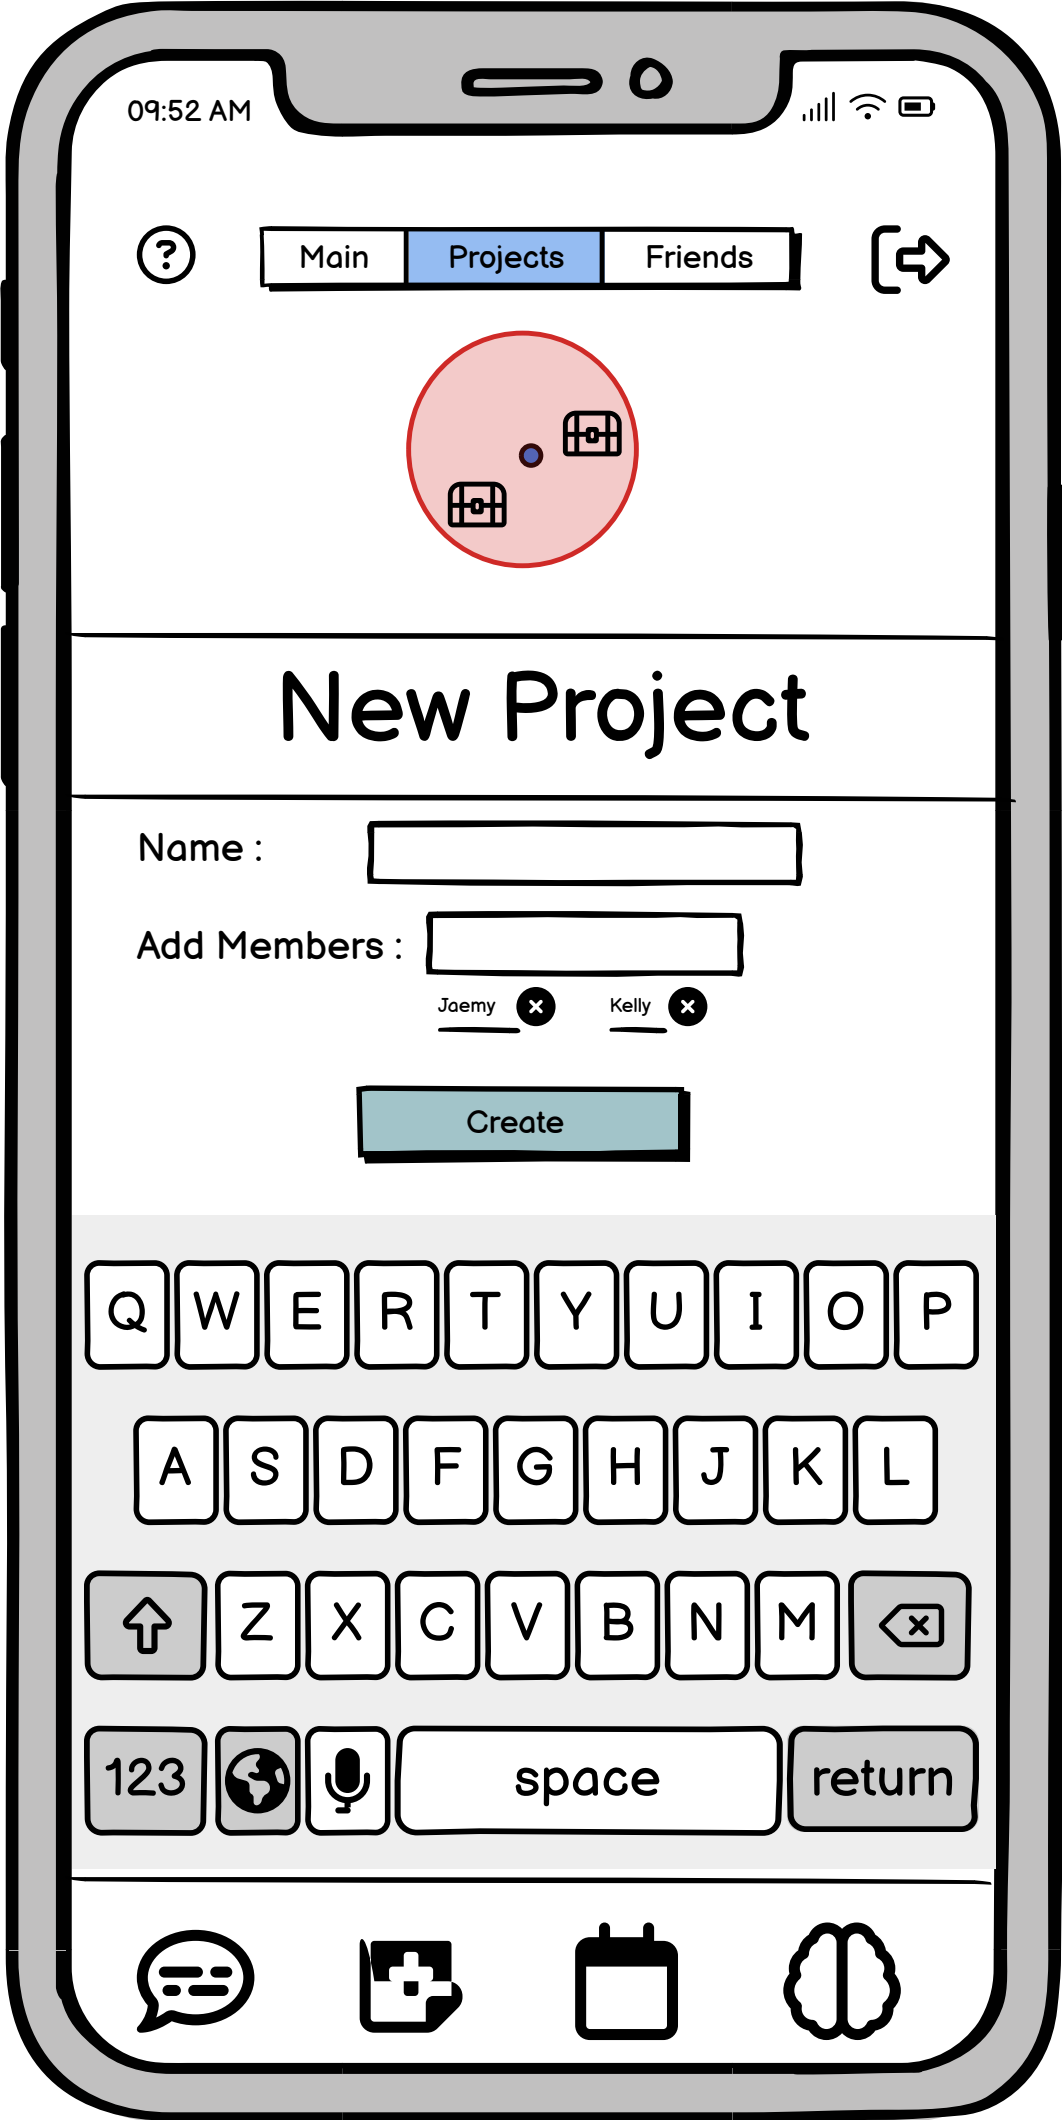 09:52 AM
?
Main Projects Friends
New Project
Name :
Add Members :
Jaemy Kelly
Create
Q W E R T Y U I O P
A S D F G H J K L
Z X C V B N M
123 space return